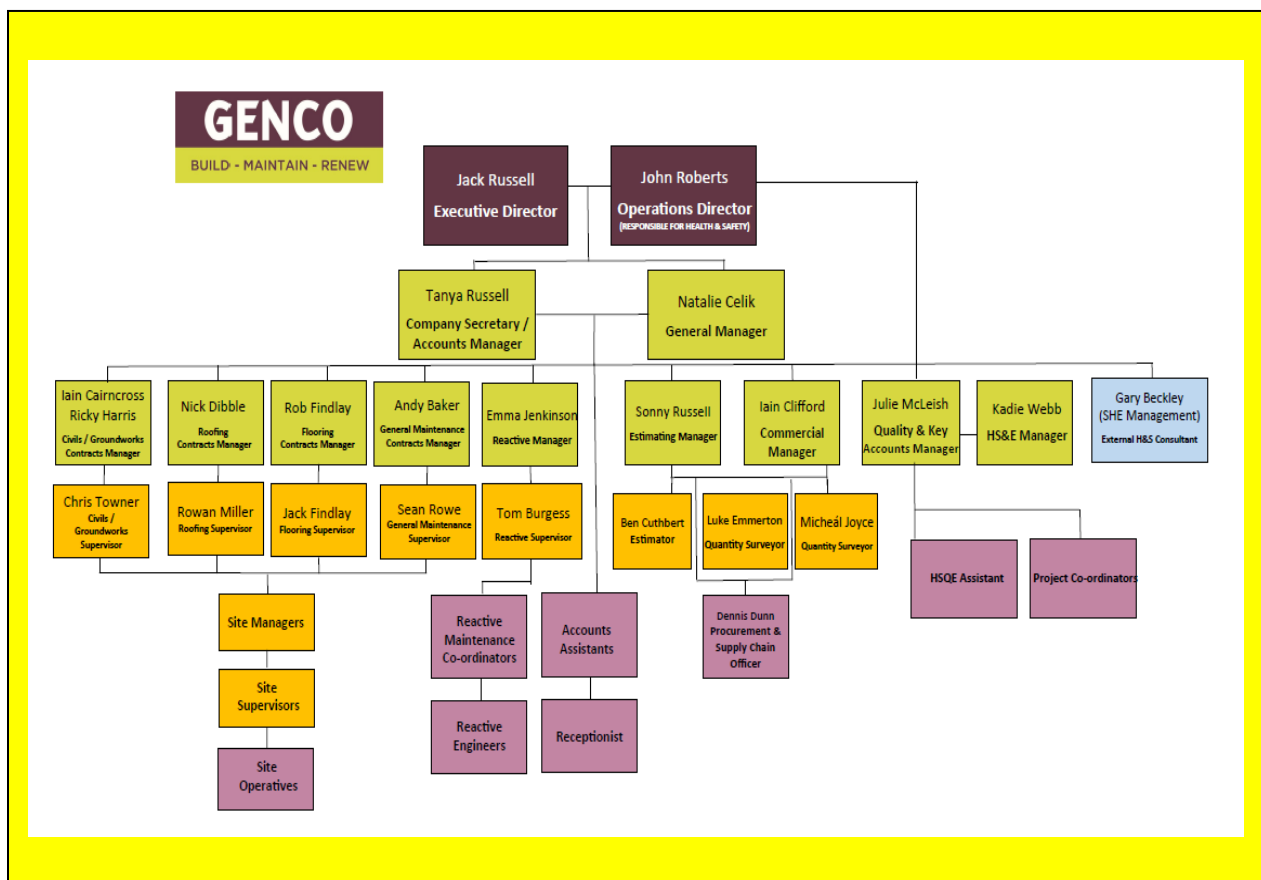 GENCO
BUILD - MAINTAIN - RENEW
Jack Russell
Executive Director
John Roberts
Operations Director
(RESPONSIBLE FOR HEALTH & SAFETY)
Tanya Russell
Company Secretary /
Accounts Manager
Natalie Celik
General Manager
Iain Cairncross
Ricky Harris
Civils / Groundworks
Contracts Manager
Nick Dibble
Roofing
Contracts Manager
Rob Findlay
Flooring
Contracts Manager
Andy Baker
General Maintenance
Contracts Manager
Emma Jenkinson
Reactive Manager
Sonny Russell
Estimating Manager
Iain Clifford
Commercial
Manager
Julie McLeish
Quality & Key
Accounts Manager
Kadie Webb
HS&E Manager
Gary Beckley
(SHE Management)
External H&S Consultant
Chris Towner
Civils /
Groundworks
Supervisor
Rowan Miller
Roofing Supervisor
Jack Findlay
Flooring Supervisor
Sean Rowe
General Maintenance
Supervisor
Tom Burgess
Reactive Supervisor
Ben Cuthbert
Estimator
Luke Emmerton
Quantity Surveyor
Micheál Joyce
Quantity Surveyor
HSQE Assistant
Project Co-ordinators
Site Managers
Reactive
Maintenance
Co-ordinators
Accounts
Assistants
Dennis Dunn
Procurement &
Supply Chain
Officer
Site
Supervisors
Reactive
Engineers
Receptionist
Site
Operatives